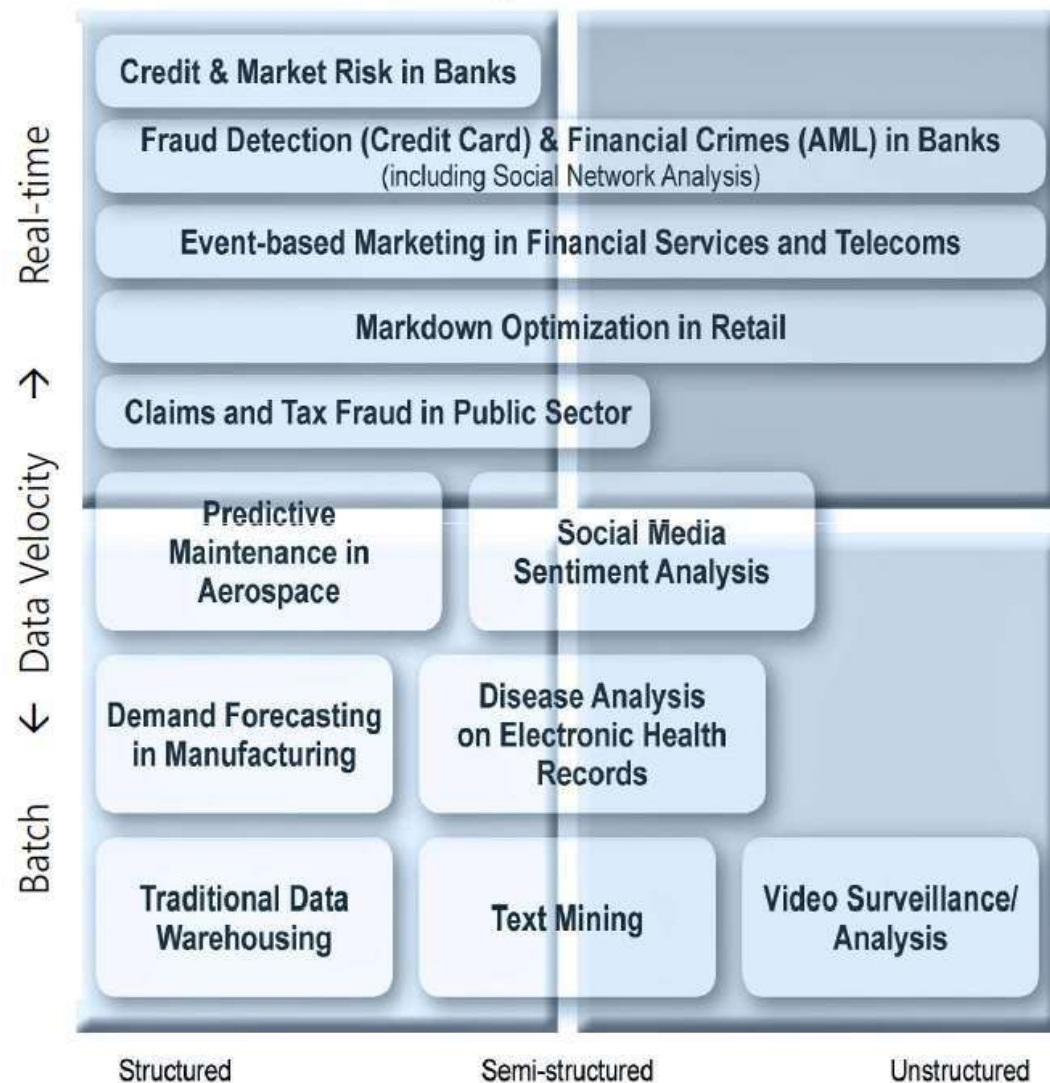 Credit & Market Risk in Banks
Fraud Detection (Credit Card) & Financial Crimes (AML) in Banks
(including Social Network Analysis)
Event-based Marketing in Financial Services and Telecoms
Markdown Optimization in Retail
Claims and Tax Fraud in Public Sector
Predictive
Maintenance in
Aerospace
Social Media
Sentiment Analysis
Demand Forecasting
in Manufacturing
Disease Analysis
on Electronic Health
Records
Traditional Data
Warehousing
Text Mining
Video Surveillance/
Analysis
Batch ← Data Velocity → Real-time
Structured
Semi-structured
Unstructured